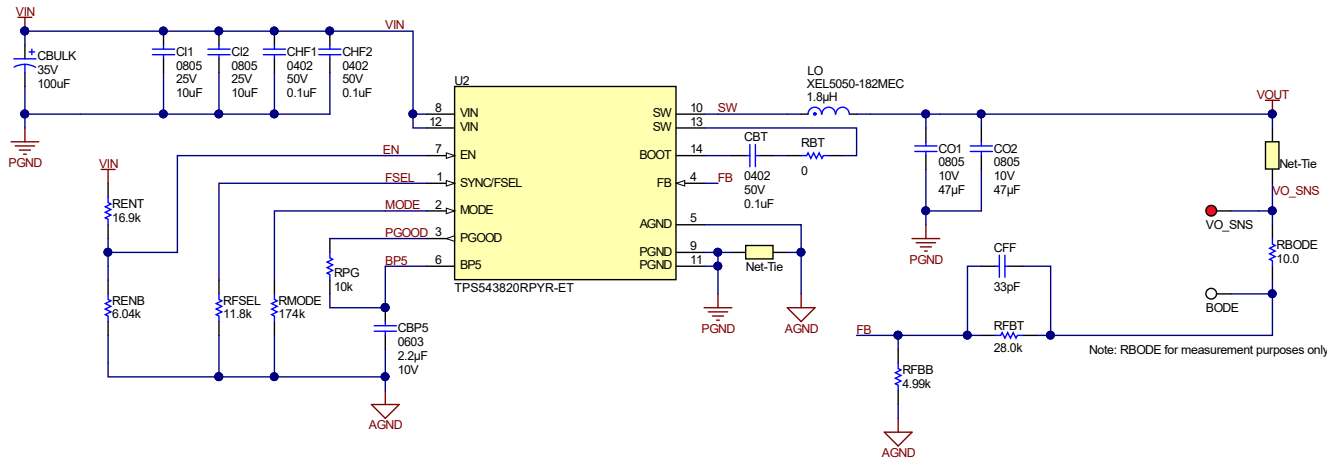 VIN
VIN
CBULK
35V
100uF
+
CI1
0805
25V
10uF
CI2
0805
25V
10uF
CHF1
0402
50V
0.1uF
CHF2
0402
50V
0.1uF
PGND
U2
8
VIN
12
VIN
7
EN
1
SYNC/FSEL
2
MODE
3
PGOOD
6
BP5
SW
10
SW
13
BOOT
14
FB
4
AGND
5
PGND
9
PGND
11
TPS543820RPYR-ET
EN
FSEL
MODE
PGOOD
BP5
VIN
RENT
16.9k
RENB
6.04k
RFSEL
11.8k
RMODE
174k
RPG
10k
CBP5
0603
2.2µF
10V
AGND
SW
LO
XEL5050-182MEC
1.8µH
CBT
0402
50V
0.1uF
RBT
0
FB
Net-Tie
PGND
AGND
CO1
0805
10V
47µF
CO2
0805
10V
47µF
PGND
VOUT
Net-Tie
VO_SNS
VO_SNS
RBODE
10.0
BODE
CFF
33pF
RFBT
28.0k
FB
RFBB
4.99k
AGND
Note: RBODE for measurement purposes only